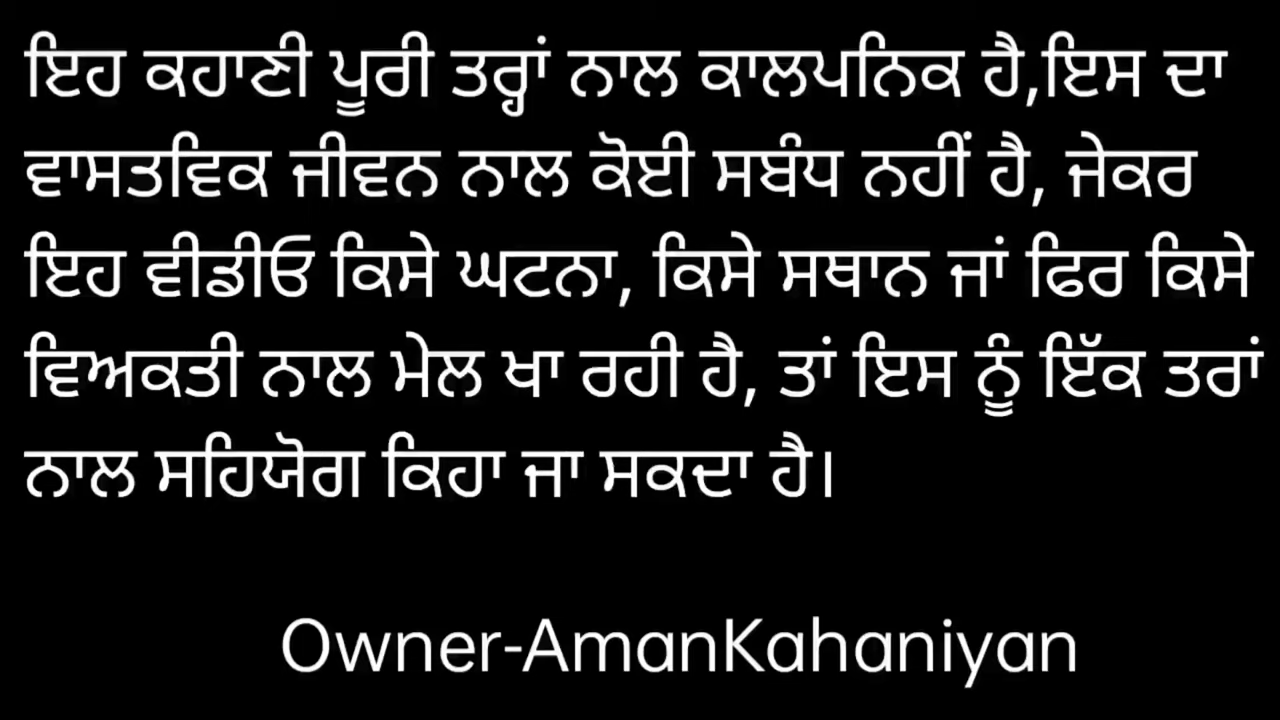 ਇਹ ਕਹਾਣੀ ਪੂਰੀ ਤਰ੍ਹਾਂ ਨਾਲ ਕਾਲਪਨਿਕ ਹੈ,ਇਸ ਦਾ
ਵਾਸਤਵਿਕ ਜੀਵਨ ਨਾਲ ਕੋਈ ਸਬੰਧ ਨਹੀਂ ਹੈ, ਜੇਕਰ
ਇਹ ਵੀਡੀਓ ਕਿਸੇ ਘਟਨਾ, ਕਿਸੇ ਸਥਾਨ ਜਾਂ ਫਿਰ ਕਿਸੇ
ਵਿਅਕਤੀ ਨਾਲ ਮੇਲ ਖਾ ਰਹੀ ਹੈ, ਤਾਂ ਇਸ ਨੂੰ ਇੱਕ ਤਰਾਂ
ਨਾਲ ਸਹਿਯੋਗ ਕਿਹਾ ਜਾ ਸਕਦਾ ਹੈ।
Owner-AmanKahaniyan